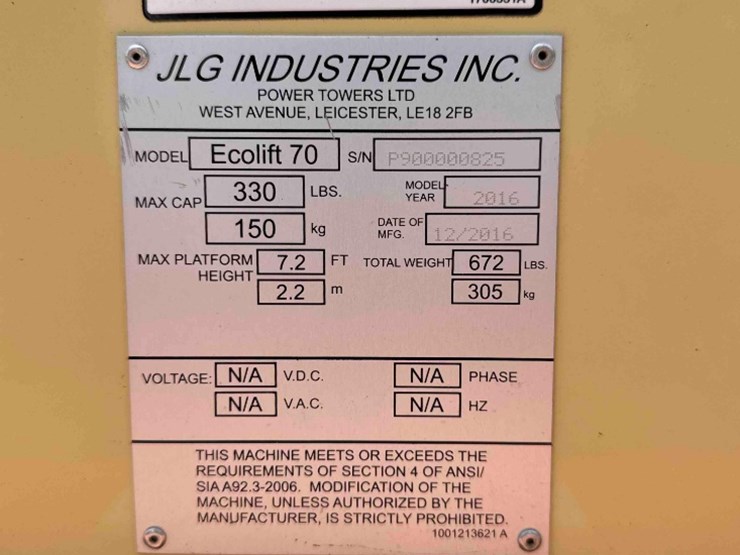 JLG INDUSTRIES INC.
POWER TOWERS LTD
WEST AVENUE, LEICESTER, LE18 2FB
MODEL Ecolift 70 S/N P900000825
MAX CAP 330 LBS. MODEL YEAR 2016
150 kg DATE OF MFG. 12/2016
MAX PLATFORM HEIGHT 7.2 FT TOTAL WEIGHT 672 LBS.
2.2 m 305 kg
VOLTAGE: N/A V.D.C. N/A PHASE
N/A V.A.C. N/A HZ
THIS MACHINE MEETS OR EXCEEDS THE
REQUIREMENTS OF SECTION 4 OF ANSI/
SIA A92.3-2006. MODIFICATION OF THE
MACHINE, UNLESS AUTHORIZED BY THE
MANUFACTURER, IS STRICTLY PROHIBITED.
1001213621 A